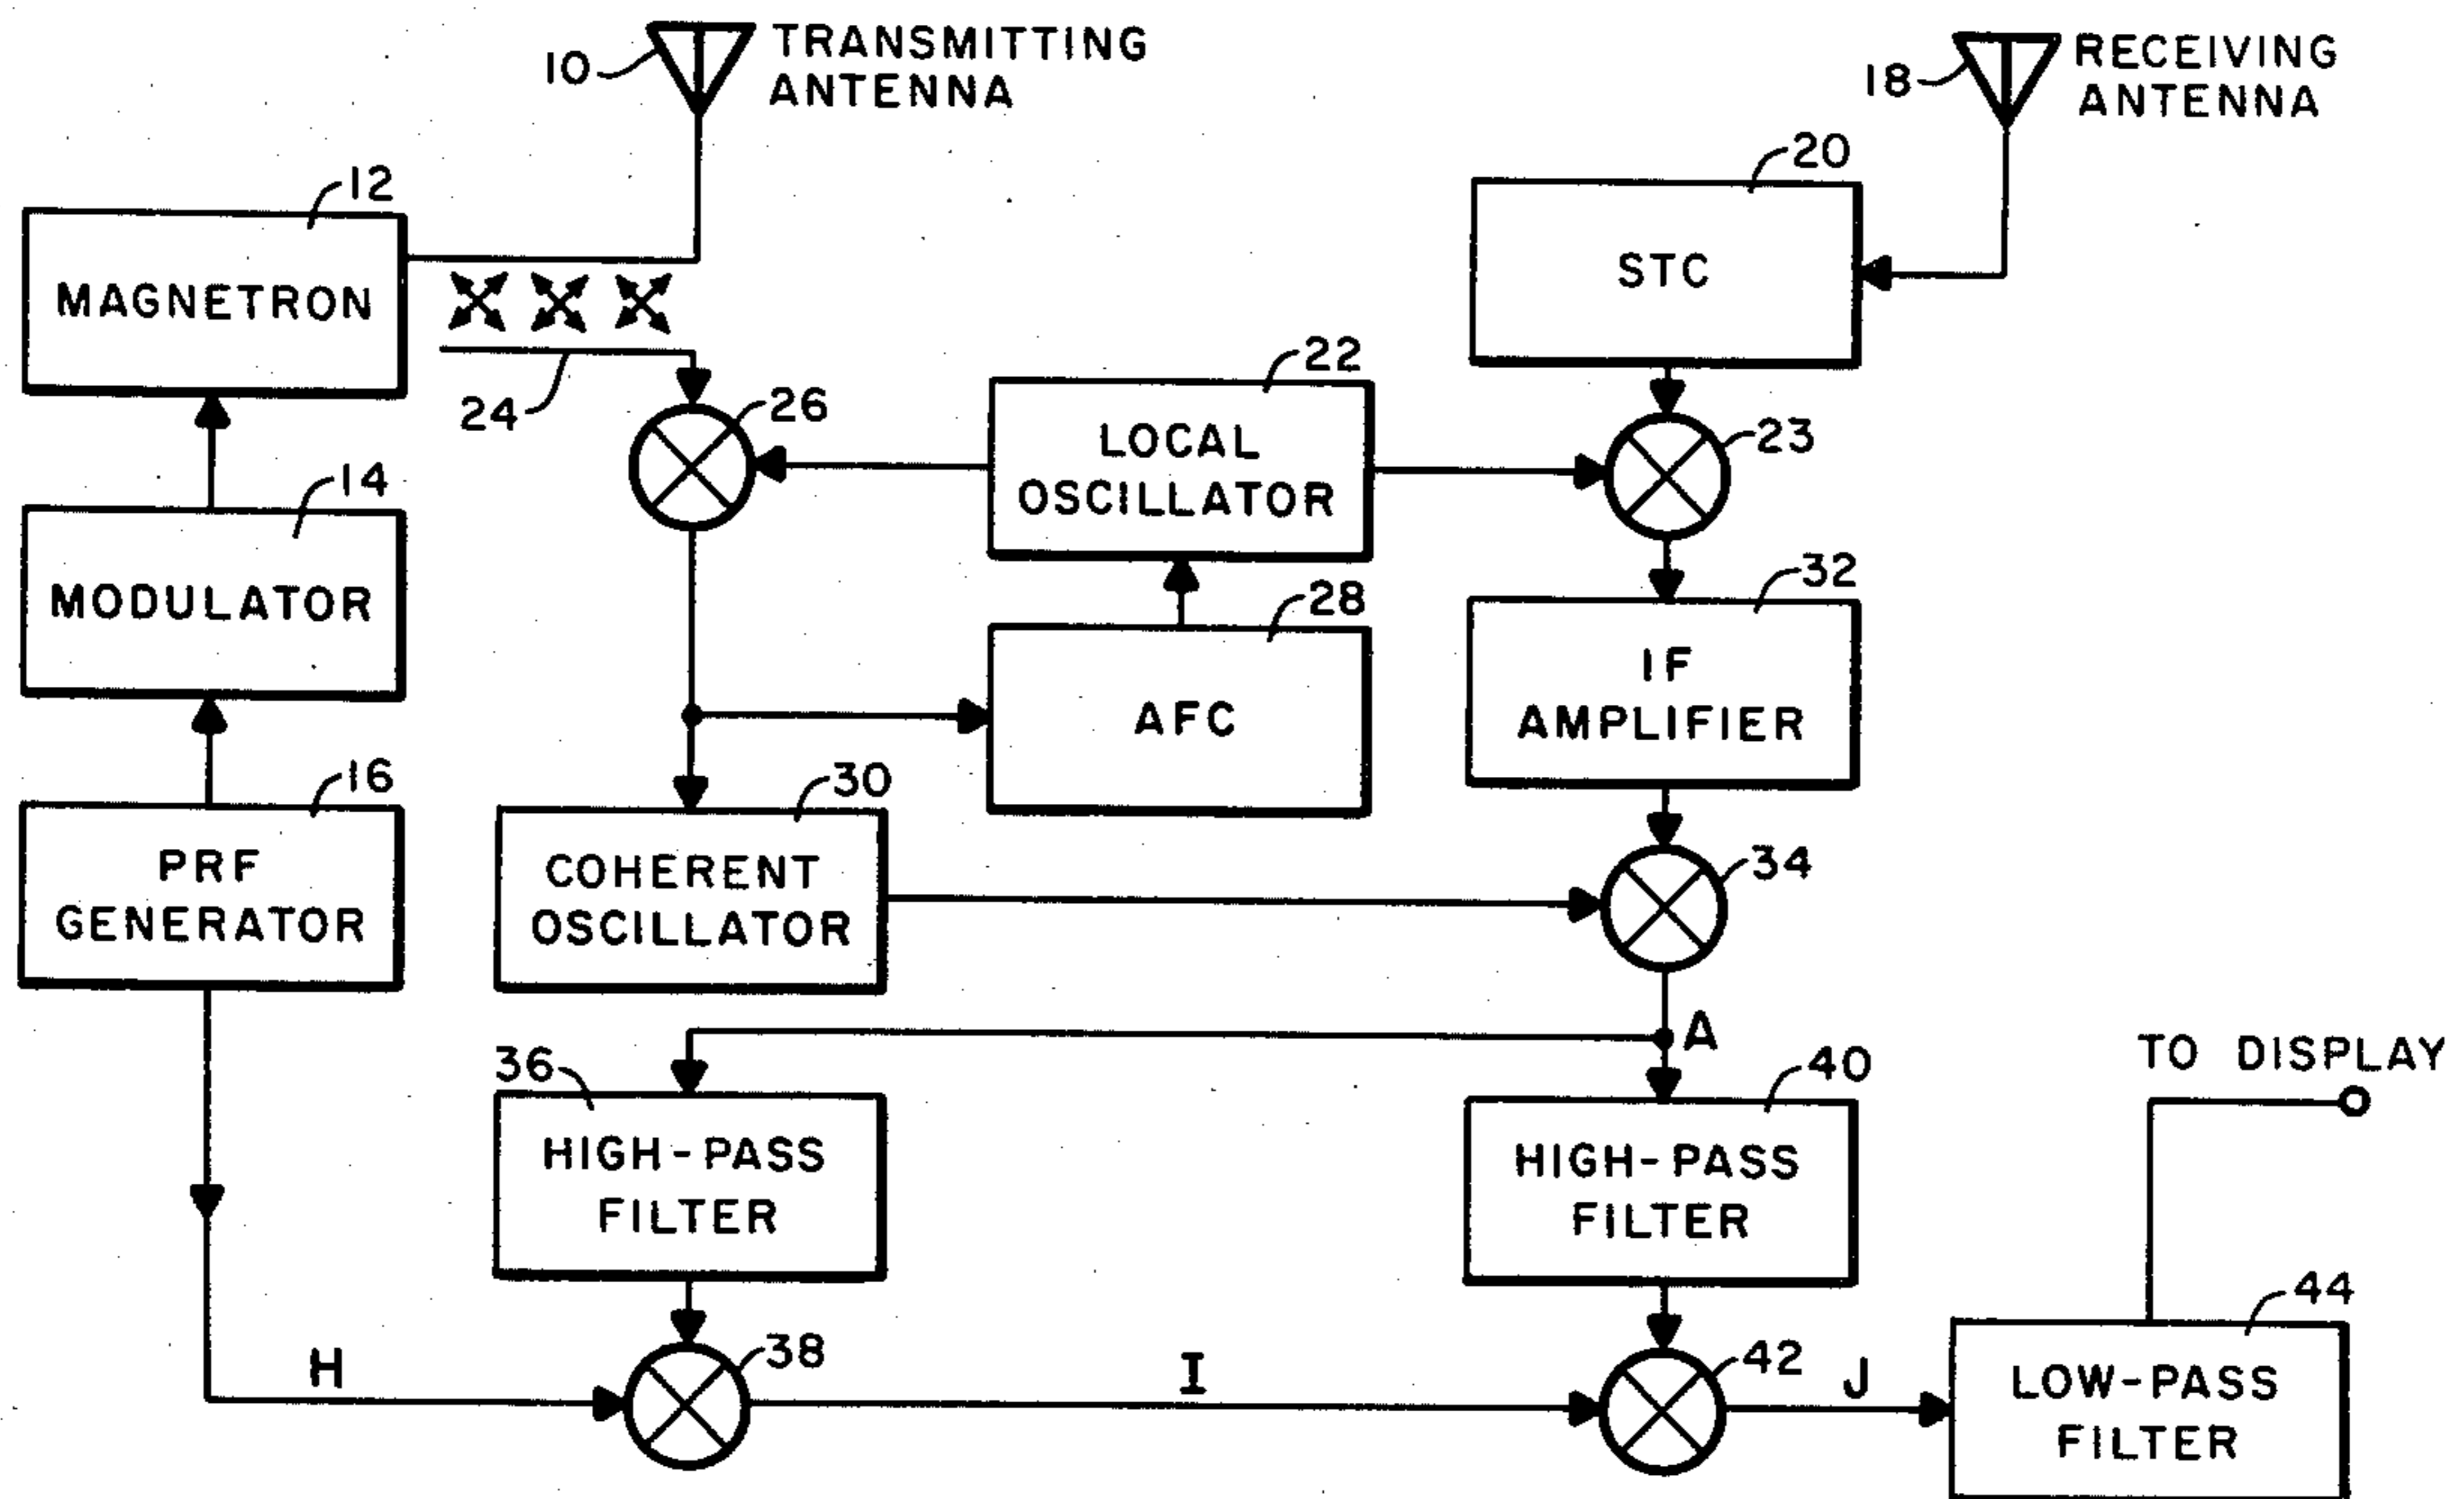 10
TRANSMITTING
ANTENNA
18
RECEIVING
ANTENNA
12
MAGNETRON
20
STC
24
26
22
LOCAL
OSCILLATOR
23
14
MODULATOR
28
AFC
32
IF
AMPLIFIER
16
PRF
GENERATOR
30
COHERENT
OSCILLATOR
34
A
36
HIGH-PASS
FILTER
40
HIGH-PASS
FILTER
TO DISPLAY
H
38
I
42
J
44
LOW-PASS
FILTER